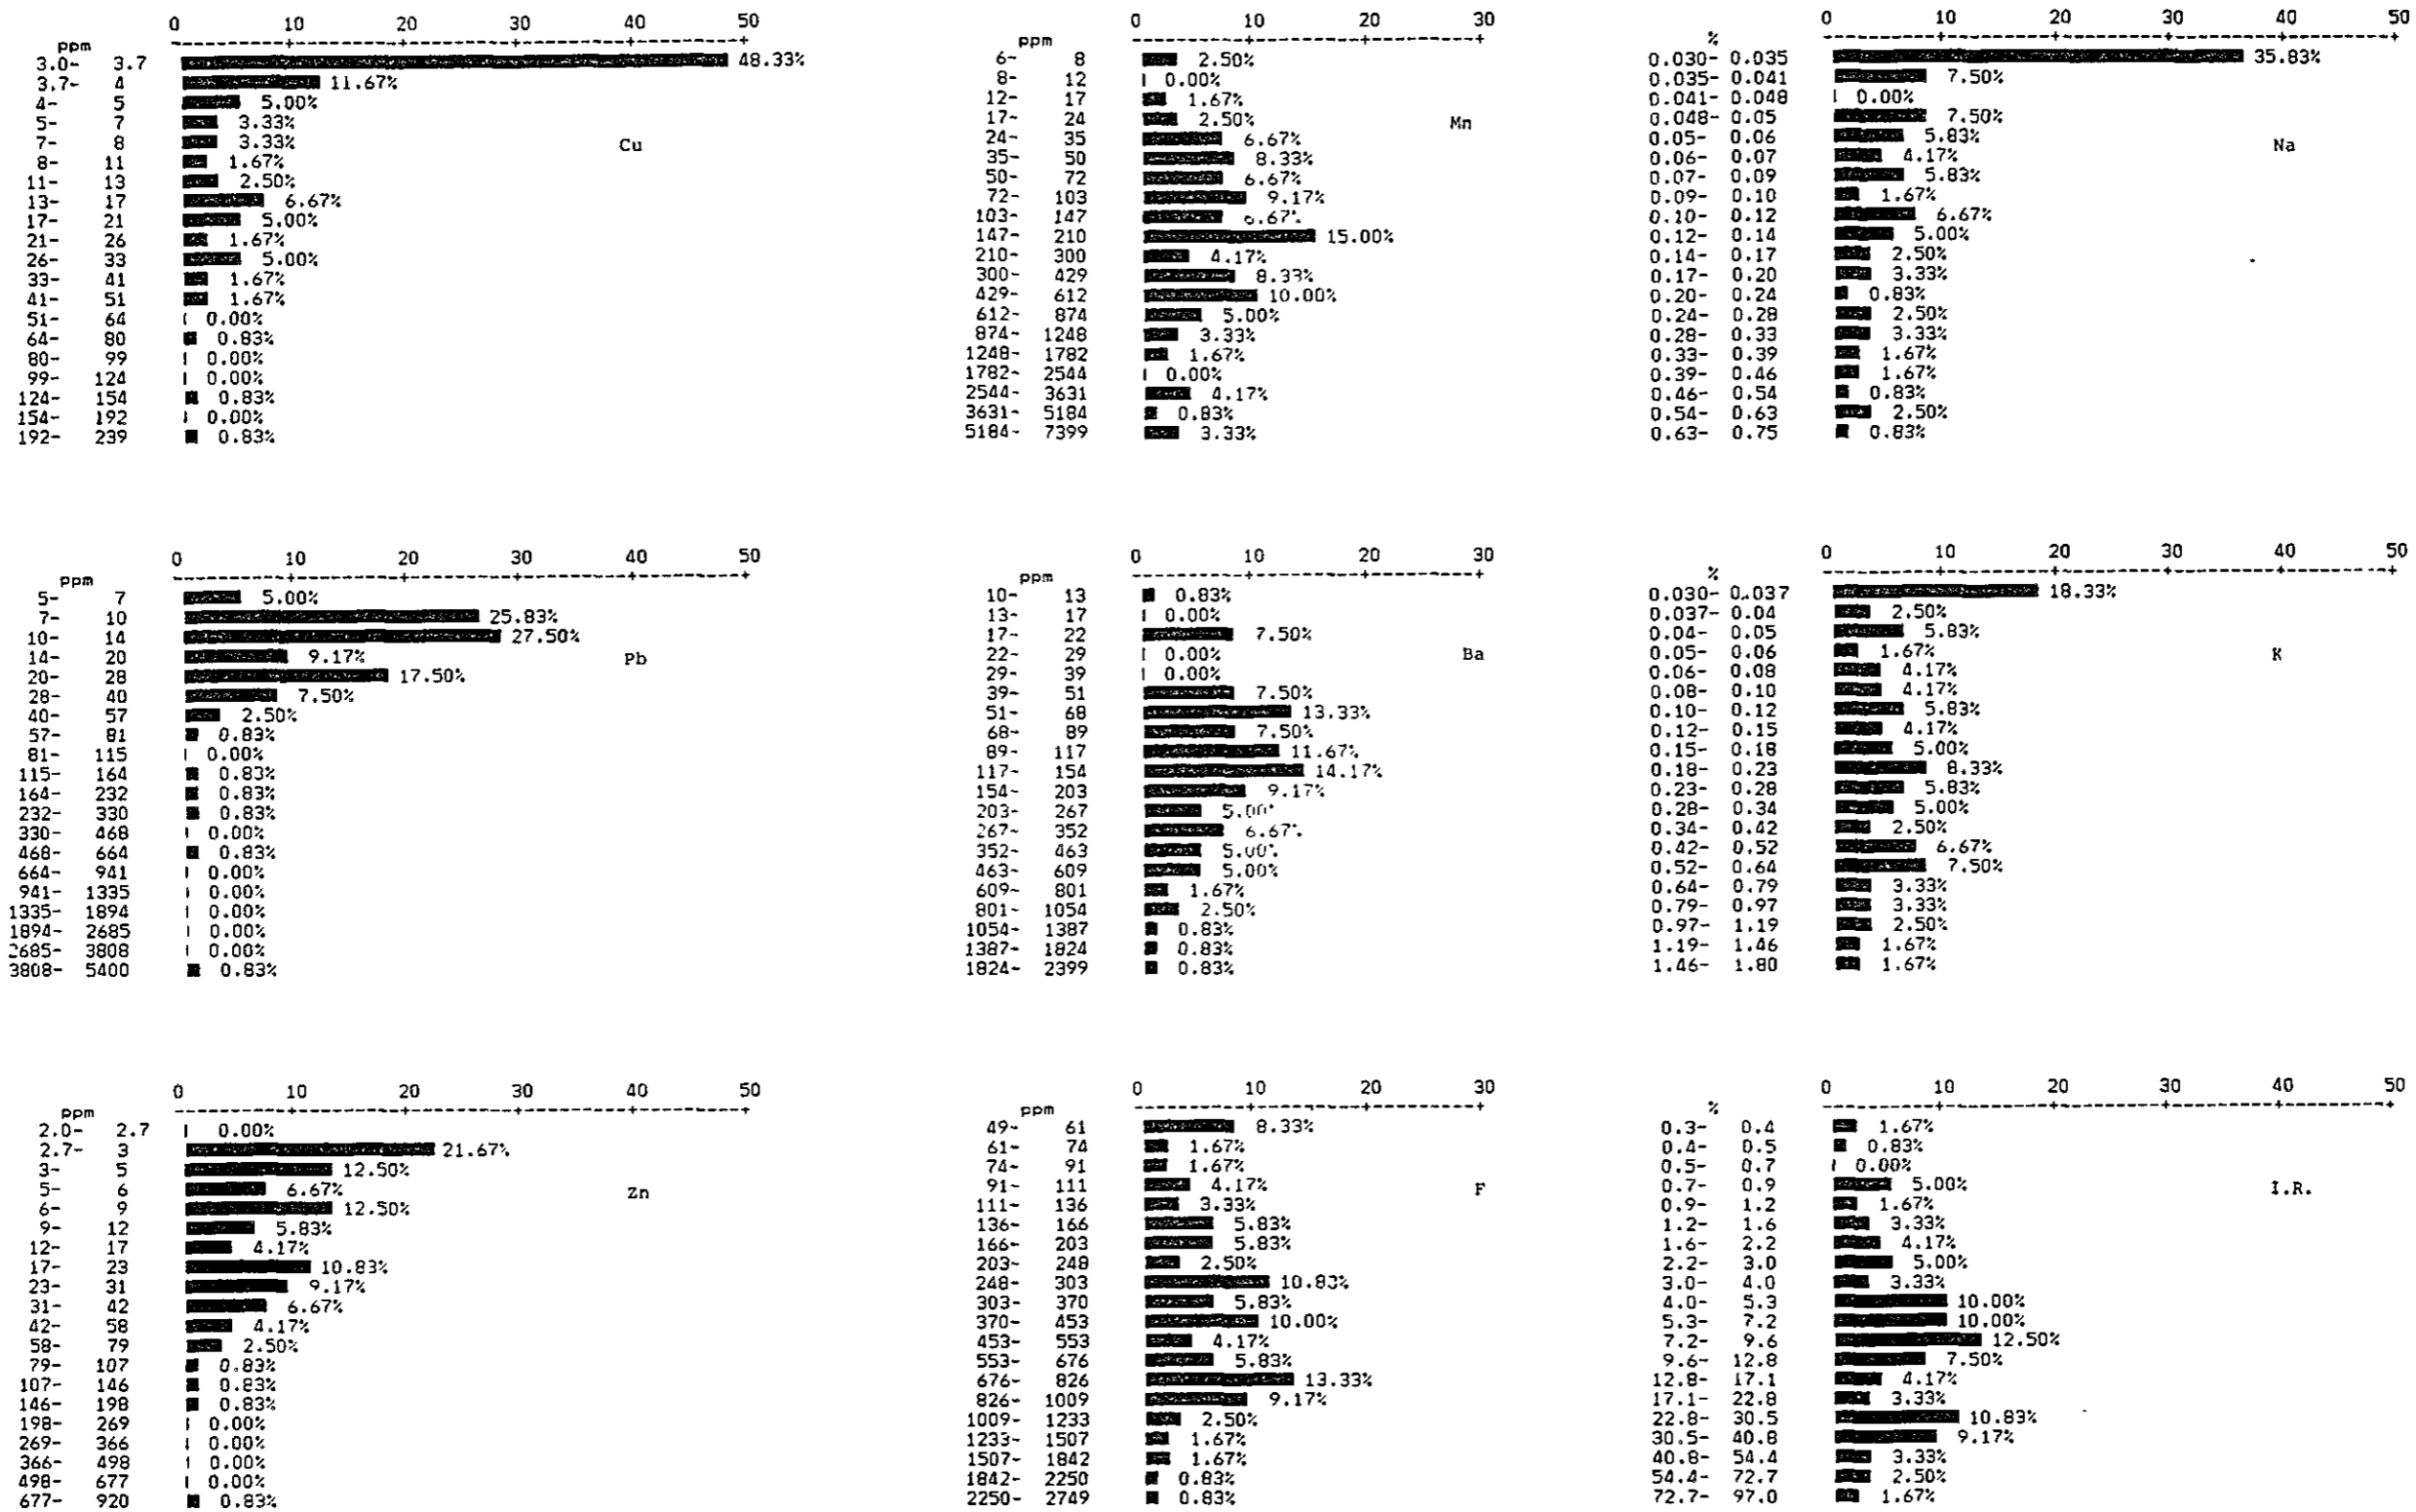 0 10 20 30 40 50
ppm
3.0- 3.7 48.33%
3.7- 4 11.67%
4- 5 5.00%
5- 7 3.33%
7- 8 3.33%
Cu
8- 11 1.67%
11- 13 2.50%
13- 17 6.67%
17- 21 5.00%
21- 26 1.67%
26- 33 5.00%
33- 41 1.67%
41- 51 1.67%
51- 64 0.00%
64- 80 0.83%
80- 99 0.00%
99- 124 0.00%
124- 154 0.83%
154- 192 0.00%
192- 239 0.83%
0 10 20 30 40 50
ppm
5- 7 5.00%
7- 10 25.83%
10- 14 27.50%
14- 20 9.17%
Pb
20- 28 17.50%
28- 40 7.50%
40- 57 2.50%
57- 81 0.83%
81- 115 0.00%
115- 164 0.83%
164- 232 0.83%
232- 330 0.83%
330- 468 0.00%
468- 664 0.83%
664- 941 0.00%
941- 1335 0.00%
1335- 1894 0.00%
1894- 2685 0.00%
2685- 3808 0.00%
3808- 5400 0.83%
0 10 20 30 40 50
ppm
2.0- 2.7 0.00%
2.7- 3 21.67%
3- 5 12.50%
5- 6 6.67%
Zn
6- 9 12.50%
9- 12 5.83%
12- 17 4.17%
17- 23 10.83%
23- 31 9.17%
31- 42 6.67%
42- 58 4.17%
58- 79 2.50%
79- 107 0.83%
107- 146 0.83%
146- 198 0.83%
198- 269 0.00%
269- 366 0.00%
366- 498 0.00%
498- 677 0.00%
677- 920 0.83%
0 10 20 30
ppm
6- 8 2.50%
8- 12 0.00%
12- 17 1.67%
17- 24 2.50%
Mn
24- 35 6.67%
35- 50 8.33%
50- 72 6.67%
72- 103 9.17%
103- 147 6.67%
147- 210 15.00%
210- 300 4.17%
300- 429 8.33%
429- 612 10.00%
612- 874 5.00%
874- 1248 3.33%
1248- 1782 1.67%
1782- 2544 0.00%
2544- 3631 4.17%
3631- 5184 0.83%
5184- 7399 3.33%
0 10 20 30
ppm
10- 13 0.83%
13- 17 0.00%
17- 22 7.50%
22- 29 0.00%
Ba
29- 39 0.00%
39- 51 7.50%
51- 68 13.33%
68- 89 7.50%
89- 117 11.67%
117- 154 14.17%
154- 203 9.17%
203- 267 5.00%
267- 352 6.67%
352- 463 5.00%
463- 609 5.00%
609- 801 1.67%
801- 1054 2.50%
1054- 1387 0.83%
1387- 1824 0.83%
1824- 2399 0.83%
0 10 20 30
ppm
49- 61 8.33%
61- 74 1.67%
74- 91 1.67%
91- 111 4.17%
F
111- 136 3.33%
136- 166 5.83%
166- 203 5.83%
203- 248 2.50%
248- 303 10.83%
303- 370 5.83%
370- 453 10.00%
453- 553 4.17%
553- 676 5.83%
676- 826 13.33%
826- 1009 9.17%
1009- 1233 2.50%
1233- 1507 1.67%
1507- 1842 1.67%
1842- 2250 0.83%
2250- 2749 0.83%
0 10 20 30 40 50
%
0.030- 0.035 35.83%
0.035- 0.041 7.50%
0.041- 0.048 0.00%
0.048- 0.05 7.50%
0.05- 0.06 5.83%
Na
0.06- 0.07 4.17%
0.07- 0.09 5.83%
0.09- 0.10 1.67%
0.10- 0.12 6.67%
0.12- 0.14 5.00%
0.14- 0.17 2.50%
0.17- 0.20 3.33%
0.20- 0.24 0.83%
0.24- 0.28 2.50%
0.28- 0.33 3.33%
0.33- 0.39 1.67%
0.39- 0.46 1.67%
0.46- 0.54 0.83%
0.54- 0.63 2.50%
0.63- 0.75 0.83%
0 10 20 30 40 50
%
0.030- 0.037 18.33%
0.037- 0.04 2.50%
0.04- 0.05 5.83%
0.05- 0.06 1.67%
K
0.06- 0.08 4.17%
0.08- 0.10 4.17%
0.10- 0.12 5.83%
0.12- 0.15 4.17%
0.15- 0.18 5.00%
0.18- 0.23 8.33%
0.23- 0.28 5.83%
0.28- 0.34 5.00%
0.34- 0.42 2.50%
0.42- 0.52 6.67%
0.52- 0.64 7.50%
0.64- 0.79 3.33%
0.79- 0.97 3.33%
0.97- 1.19 2.50%
1.19- 1.46 1.67%
1.46- 1.80 1.67%
0 10 20 30 40 50
%
0.3- 0.4 1.67%
0.4- 0.5 0.83%
0.5- 0.7 0.00%
0.7- 0.9 5.00%
I.R.
0.9- 1.2 1.67%
1.2- 1.6 3.33%
1.6- 2.2 4.17%
2.2- 3.0 5.00%
3.0- 4.0 3.33%
4.0- 5.3 10.00%
5.3- 7.2 10.00%
7.2- 9.6 12.50%
9.6- 12.8 7.50%
12.8- 17.1 4.17%
17.1- 22.8 3.33%
22.8- 30.5 10.83%
30.5- 40.8 9.17%
40.8- 54.4 3.33%
54.4- 72.7 2.50%
72.7- 97.0 1.67%